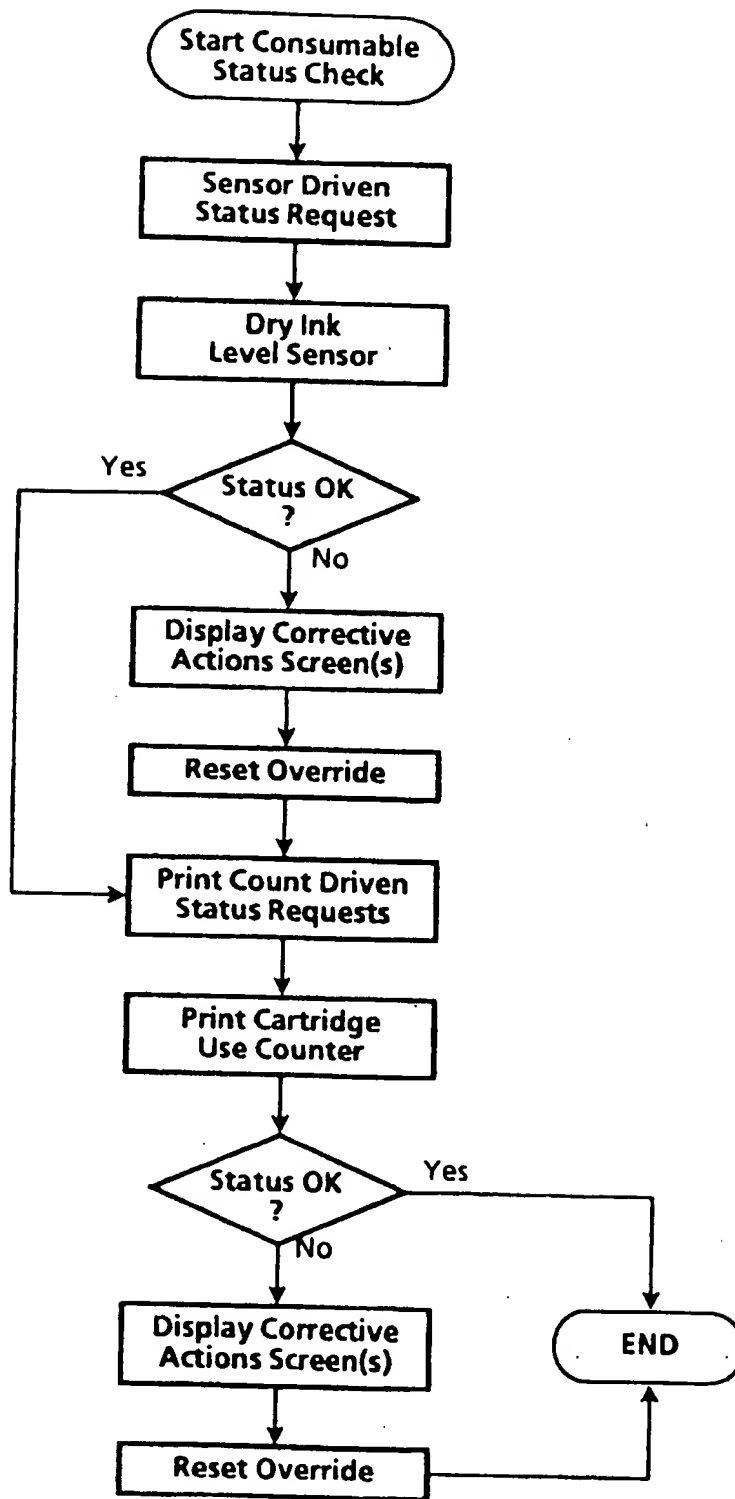 Start Consumable
Status Check
Sensor Driven
Status Request
Dry Ink
Level Sensor
Yes
Status OK
?
No
Display Corrective
Actions Screen(s)
Reset Override
Print Count Driven
Status Requests
Print Cartridge
Use Counter
Status OK
?
Yes
No
Display Corrective
Actions Screen(s)
END
Reset Override